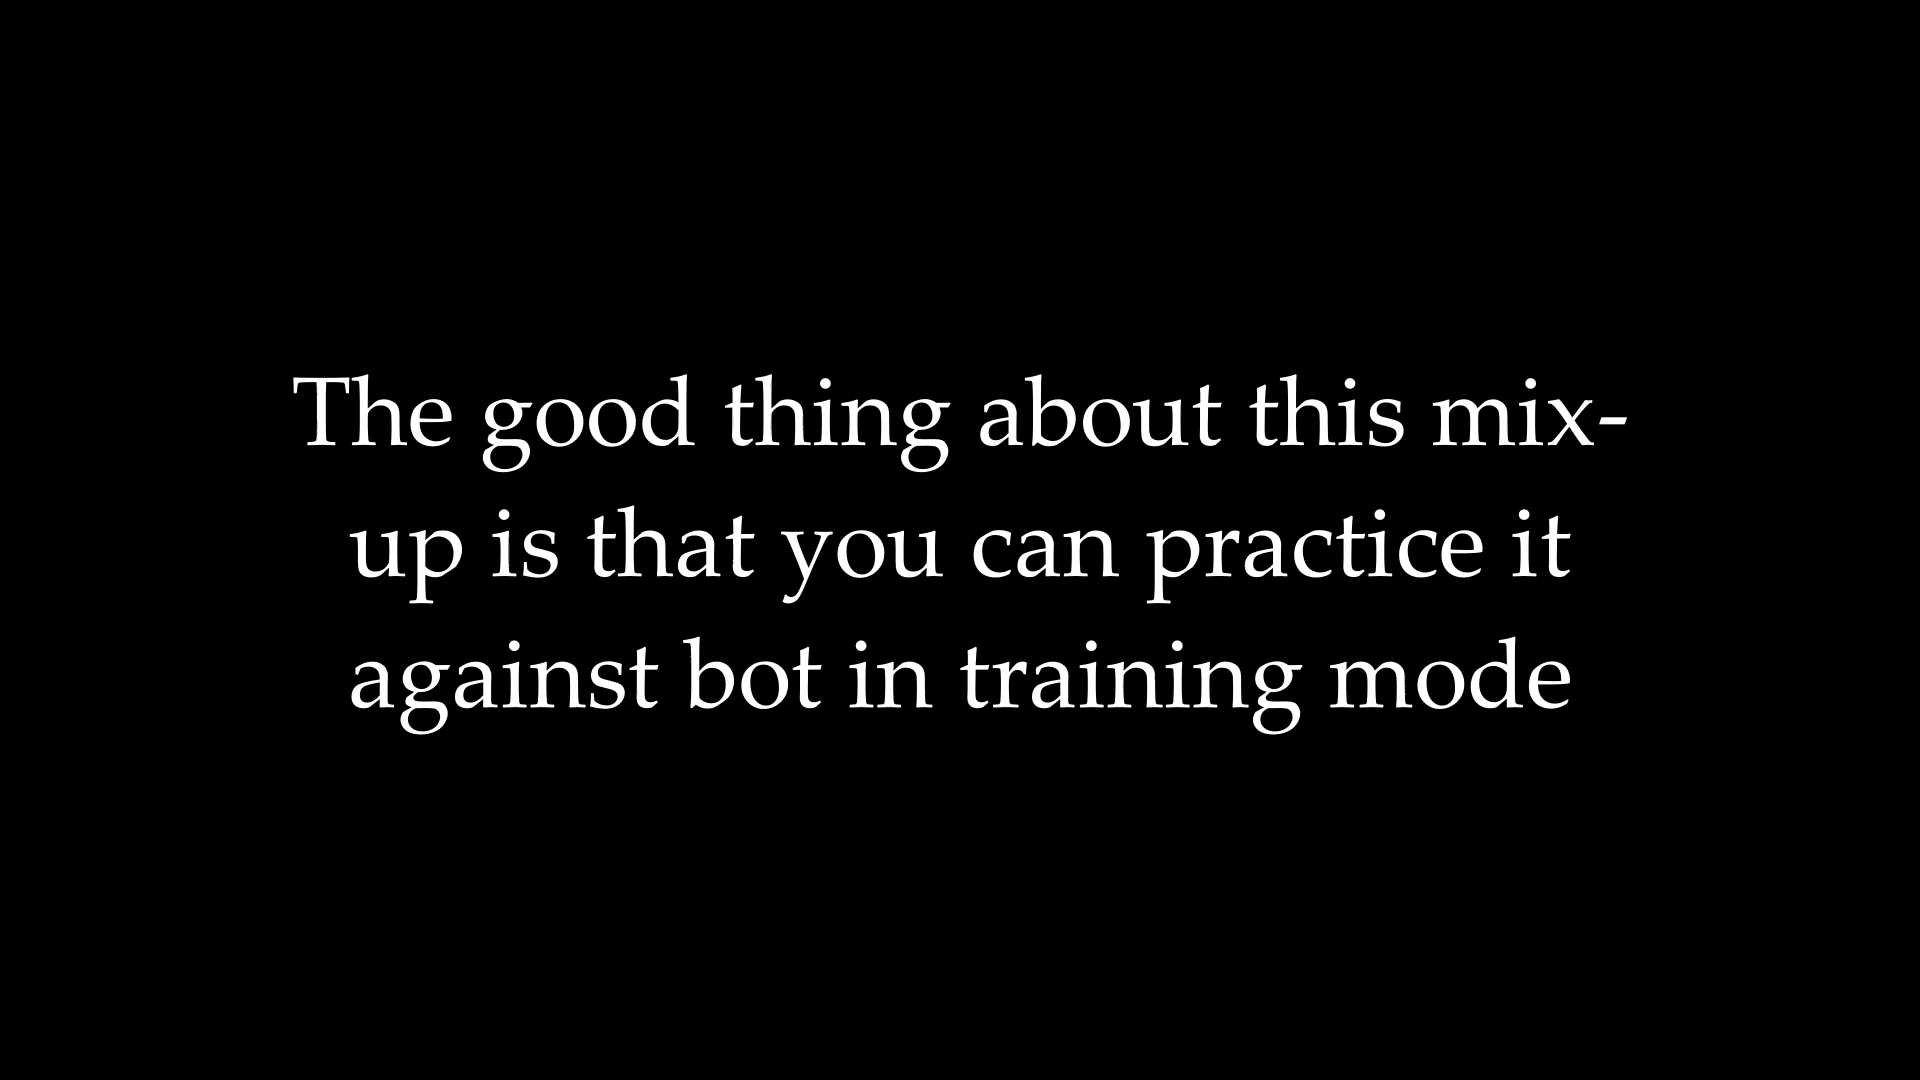 The good thing about this mix-
up is that you can practice it
against bot in training mode